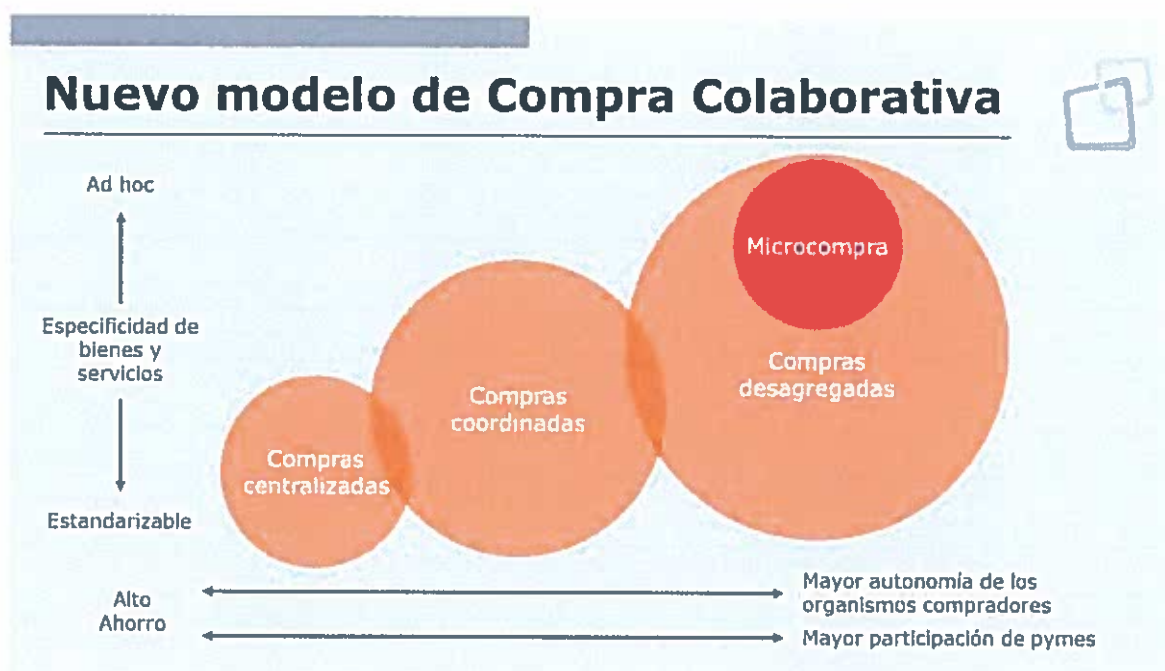 Nuevo modelo de Compra Colaborativa
Ad hoc
Especificidad de
bienes y
servicios
Estandarizable
Microcompra
Compras
desagregadas
Compras
coordinadas
Compras
centralizadas
Alto
Ahorro
Mayor autonomía de los
organismos compradores
Mayor participación de pymes